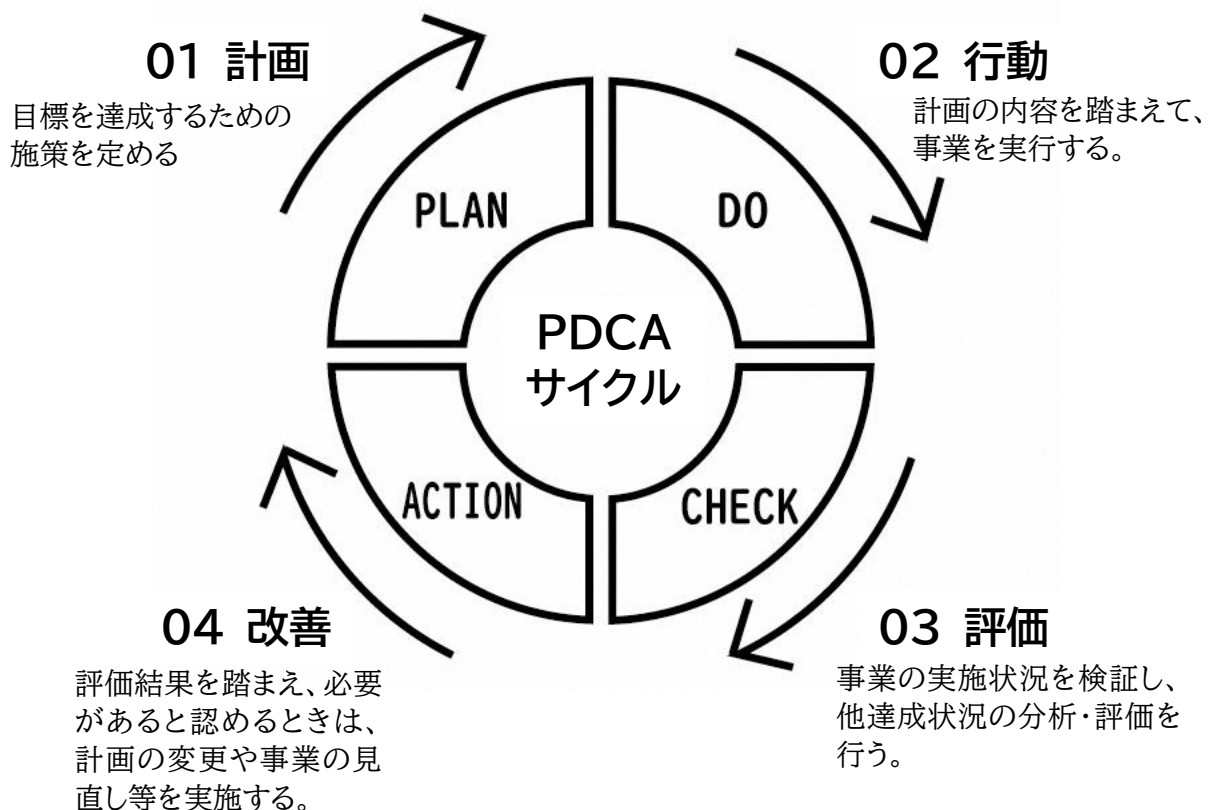 01 計画
目標を達成するための
施策を定める
02 行動
計画の内容を踏まえて、
事業を実行する。
PLAN
DO
PDCA
サイクル
ACTION
CHECK
04 改善
評価結果を踏まえ、必要
があると認めるときは、
計画の変更や事業の見
直し等を実施する。
03 評価
事業の実施状況を検証し、
他達成状況の分析・評価を
行う。